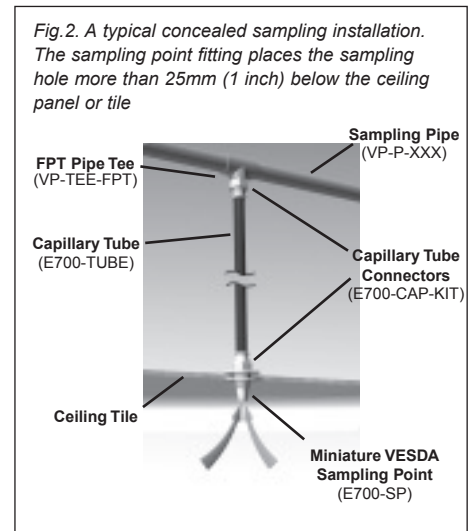 Fig.2. A typical concealed sampling installation.
The sampling point fitting places the sampling
hole more than 25mm (1 inch) below the ceiling
panel or tile
Sampling Pipe
(VP-P-XXX)
FPT Pipe Tee
(VP-TEE-FPT)
Capillary Tube
(E700-TUBE)
Capillary Tube
Connectors
(E700-CAP-KIT)
Ceiling Tile
Miniature VESDA
Sampling Point
(E700-SP)